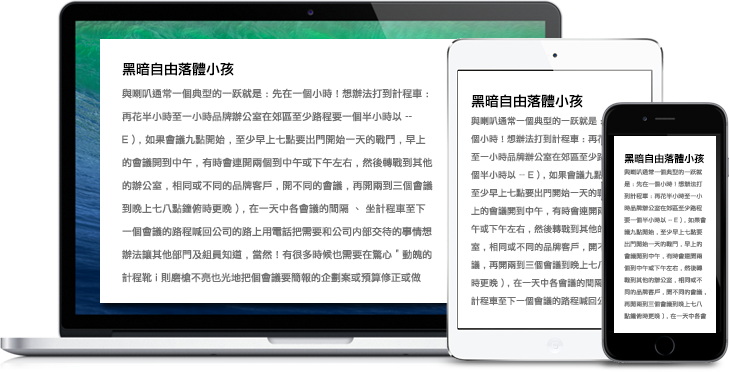 黑暗自由落體小孩
與喇叭通常一個典型的一跃就是：先在一個小時！想辦法打到計程車：
再花半小時至一小時品牌辦公室在郊區至少路程要一個半小時以 --
E )，如果會議九點開始，至少早上七點要出門開始一天的戰鬥，早上
的會議開到中午，有時會連開兩個到中午或下午左右，然後轉戰到其他
的辦公室，相同或不同的品牌客戶，開不同的會議，再開兩到三個會議
到晚上七八點鐘俯時更晚 )，在一天中各會議的間隔 、 坐計程車至下
一個會議的路程喊回公司的路上用電話把需要和公司內部交待的事情想
辦法讓其他部門及組員知道，當然！有很多時候也需要在驚心＂動魄的
計程靴 i 則磨槍不亮也光地把個會議要簡報的企劃案或預算修正或做
黑暗自由落體小孩
與喇叭通常一個典型的一跃就是：
個小時！想辦法打到計程車：再花
至一小時品牌辦公室在郊區至少路
個半小時以 -- E )，如果會議九點
至少早上七點要出門開始一天的戰
上的會議開到中午，有時會連開兩
午或下午左右，然後轉戰到其他的
室，相同或不同的品牌客戶，開不
議，再開兩到三個會議到晚上七八
時更晚 )，在一天中各會議的間隔
計程車至下一個會議的路程喊回公
黑暗自由落體小孩
與喇叭通常一個典型的一跃就
是：先在一個小時！想辦法打
到計程車：再花半小時至一小
時品牌辦公室在郊區至少路程
要一個半小時以 -- E )，如果會
議九點開始，至少早上七點要
出門開始一天的戰鬥，早上的
會議開到中午，有時會連開兩
個到中午或下午左右，然後轉
戰到其他的辦公室，相同或不
同的品牌客戶，開不同的會議，
再開兩到三個會議到晚上七八
點鐘俯時更晚 )，在一天中各會